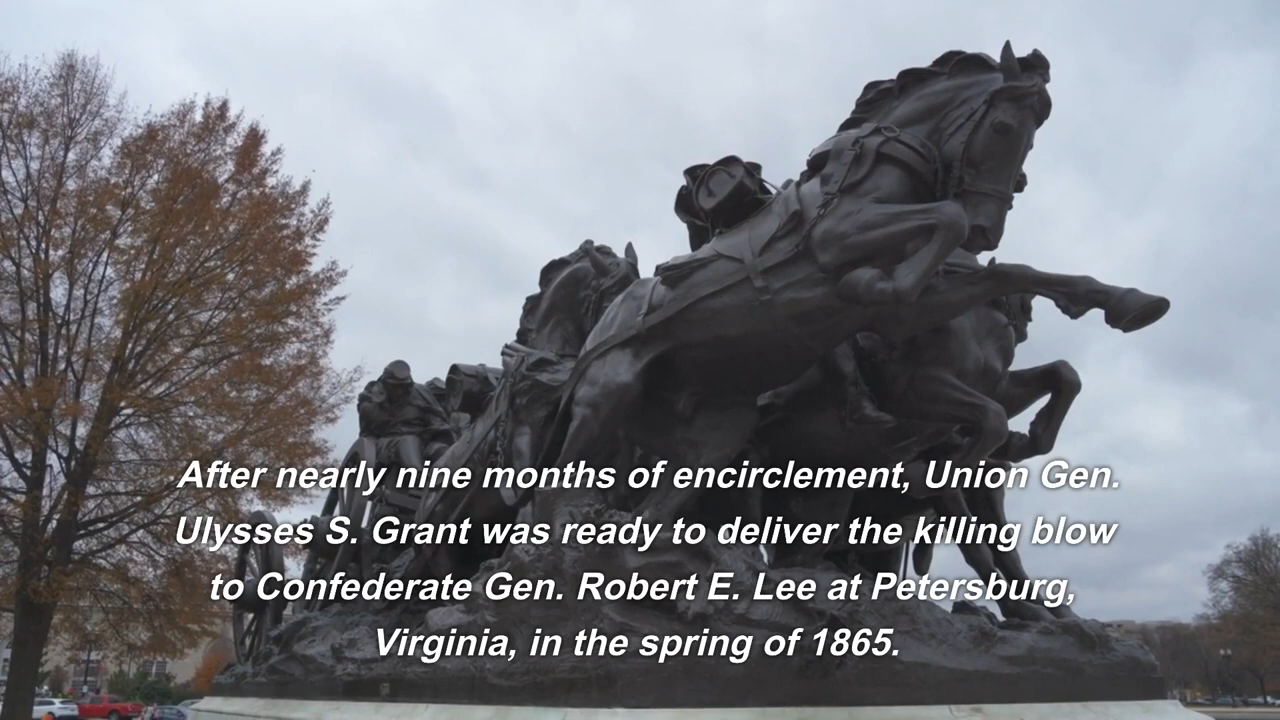 After nearly nine months of encirclement, Union Gen.
Ulysses S. Grant was ready to deliver the killing blow
to Confederate Gen. Robert E. Lee at Petersburg,
Virginia, in the spring of 1865.